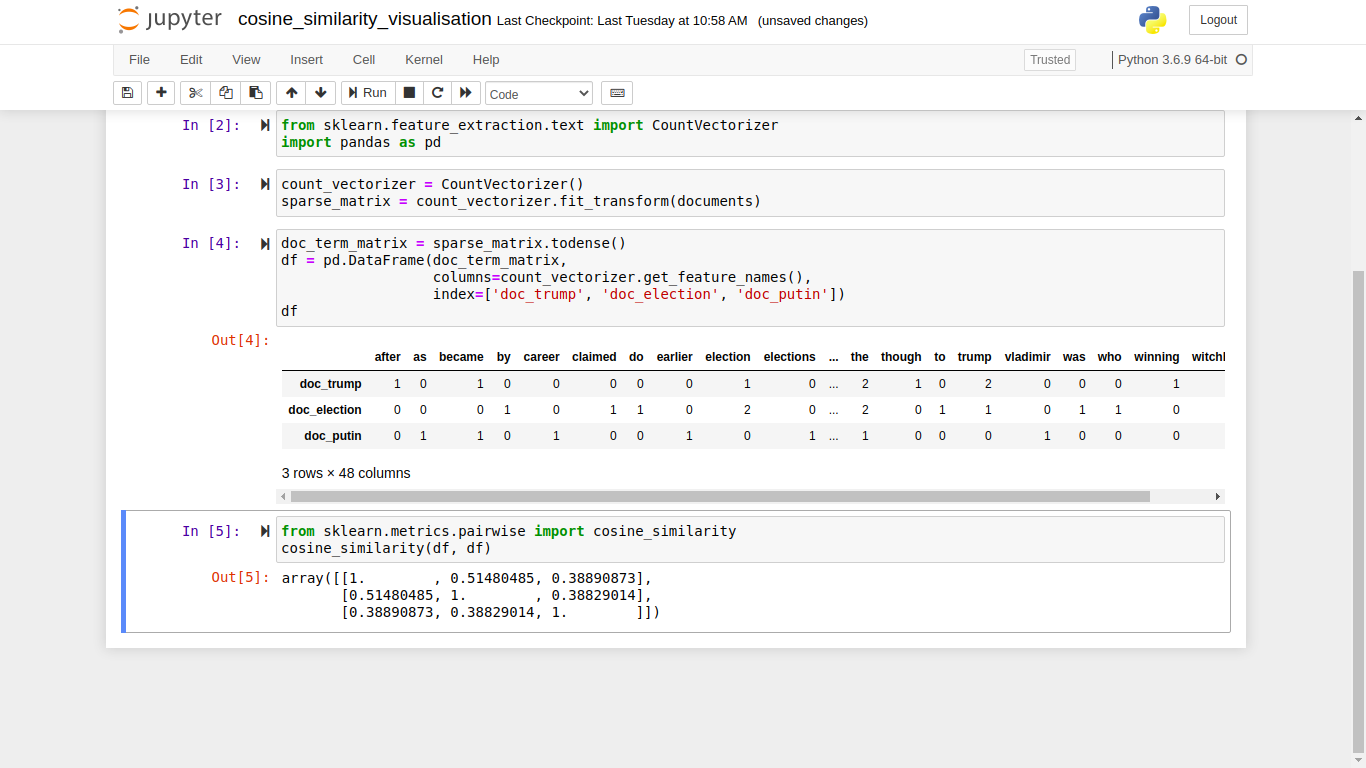 jupyter cosine_similarity_visualisation Last Checkpoint: Last Tuesday at 10:58 AM (unsaved changes) Logout
File Edit View Insert Cell Kernel Help Trusted Python 3.6.9 64-bit
Run Code
In [2]: from sklearn.feature_extraction.text import CountVectorizer
import pandas as pd
In [3]: count_vectorizer = CountVectorizer()
sparse_matrix = count_vectorizer.fit_transform(documents)
In [4]: doc_term_matrix = sparse_matrix.todense()
df = pd.DataFrame(doc_term_matrix,
columns=count_vectorizer.get_feature_names(),
index=['doc_trump', 'doc_election', 'doc_putin'])
df
Out[4]:
after as became by career claimed do earlier election elections ... the though to trump vladimir was who winning witchl
doc_trump 1 0 1 0 0 0 0 0 1 0 ... 2 1 0 2 0 0 0 1
doc_election 0 0 0 1 0 1 1 0 2 0 ... 2 0 1 1 0 1 1 0
doc_putin 0 1 1 0 1 0 0 1 0 1 ... 1 0 0 0 1 0 0 0
3 rows × 48 columns
In [5]: from sklearn.metrics.pairwise import cosine_similarity
cosine_similarity(df, df)
Out[5]: array([[1.        , 0.51480485, 0.38890873],
[0.51480485, 1.        , 0.38829014],
[0.38890873, 0.38829014, 1.        ]])